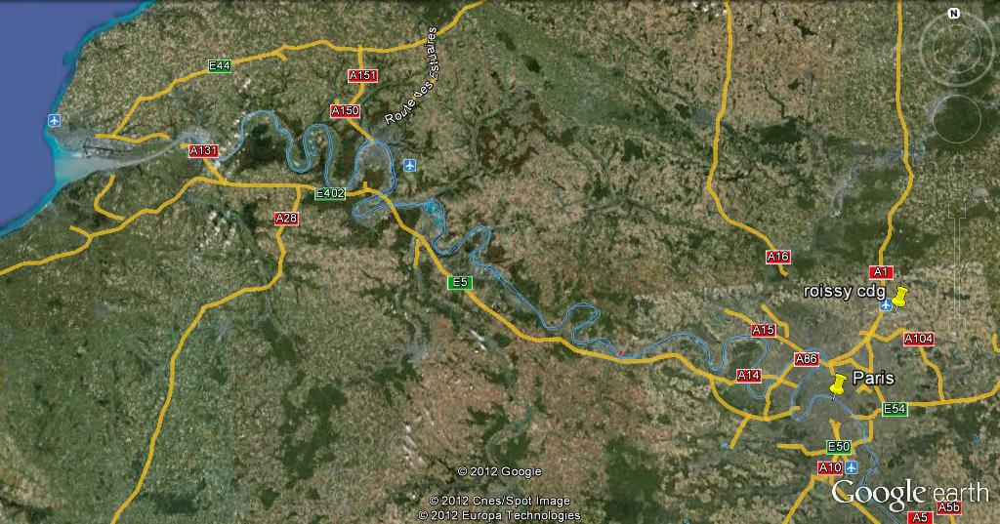 N
E44
A151
A150
Route des Estuaires
A131
E402
A28
A16
A1
E5
roissy cdg
A15
A104
A86
A14
Paris
E54
E50
A10
© 2012 Google
© 2012 Cnes/Spot Image
© 2012 Europa Technologies
Google earth
A5b
A5